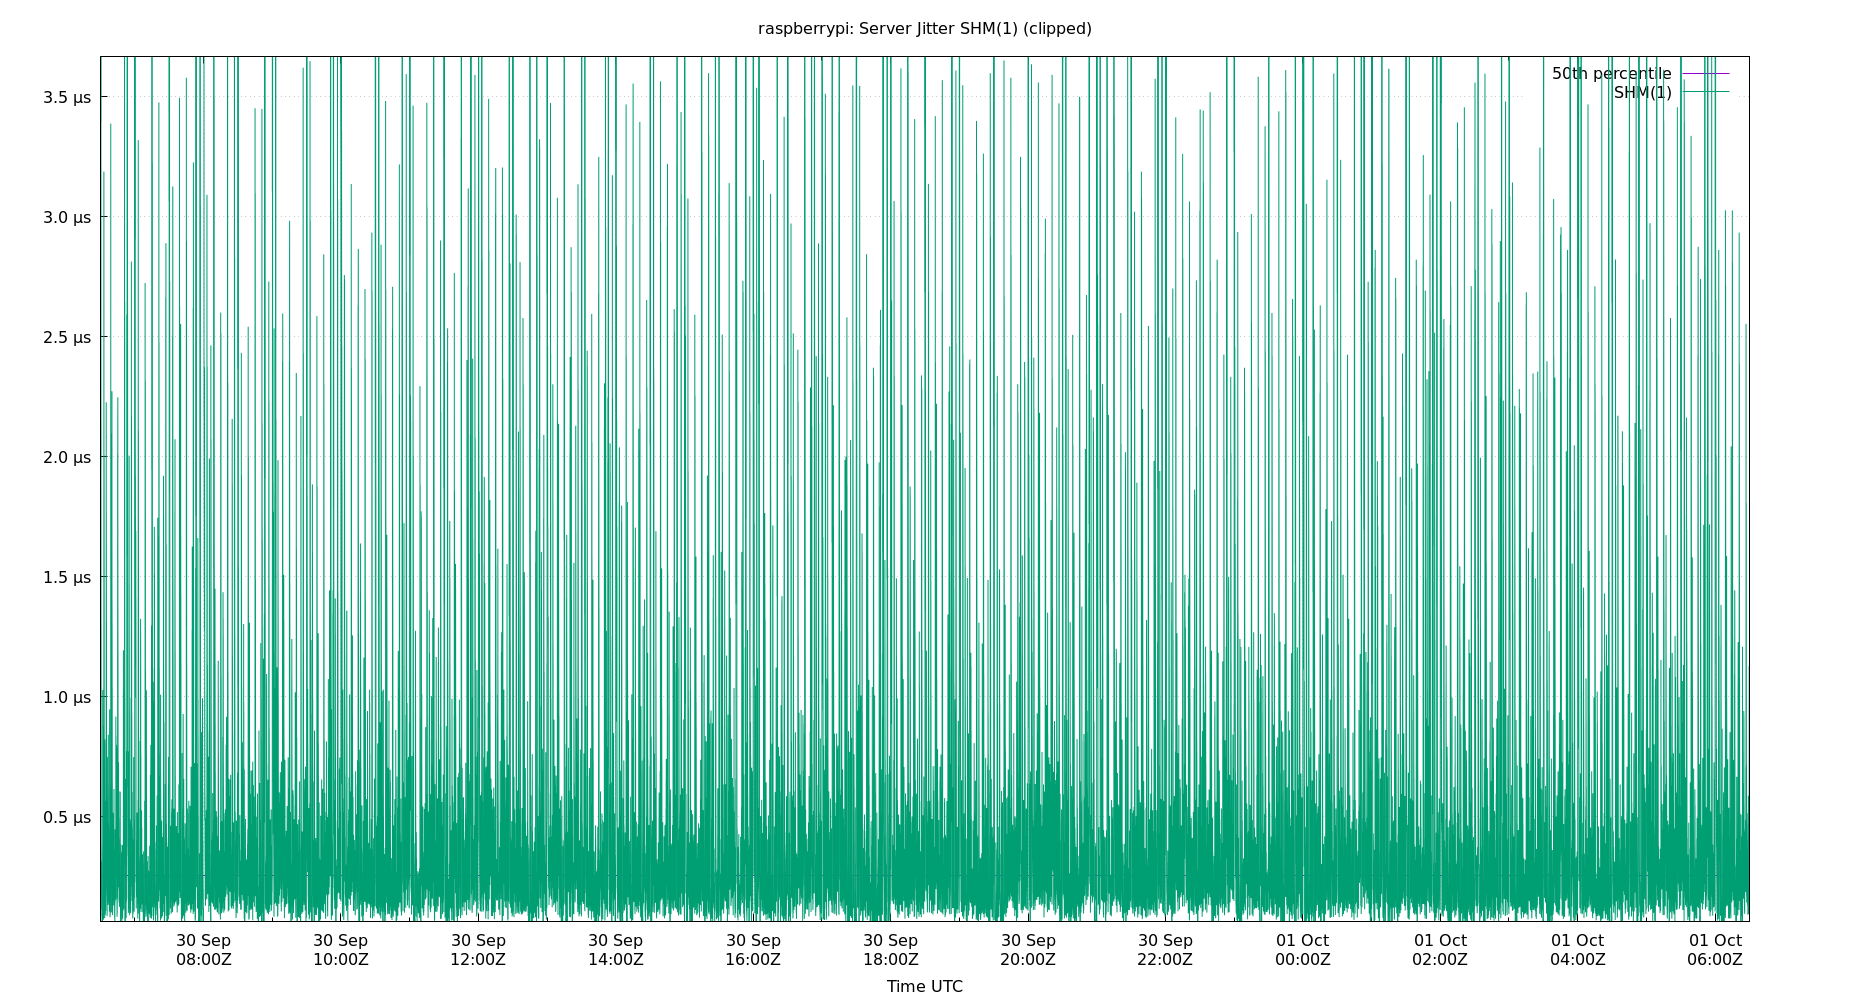 raspberrypi: Server Jitter SHM(1) (clipped)
50th percentile
SHM(1)
3.5 µs
3.0 µs
2.5 µs
2.0 µs
1.5 µs
1.0 µs
0.5 µs
30 Sep 30 Sep 30 Sep 30 Sep 30 Sep 30 Sep 30 Sep 30 Sep 01 Oct 01 Oct 01 Oct 01 Oct
08:00Z 10:00Z 12:00Z 14:00Z 16:00Z 18:00Z 20:00Z 22:00Z 00:00Z 02:00Z 04:00Z 06:00Z
Time UTC